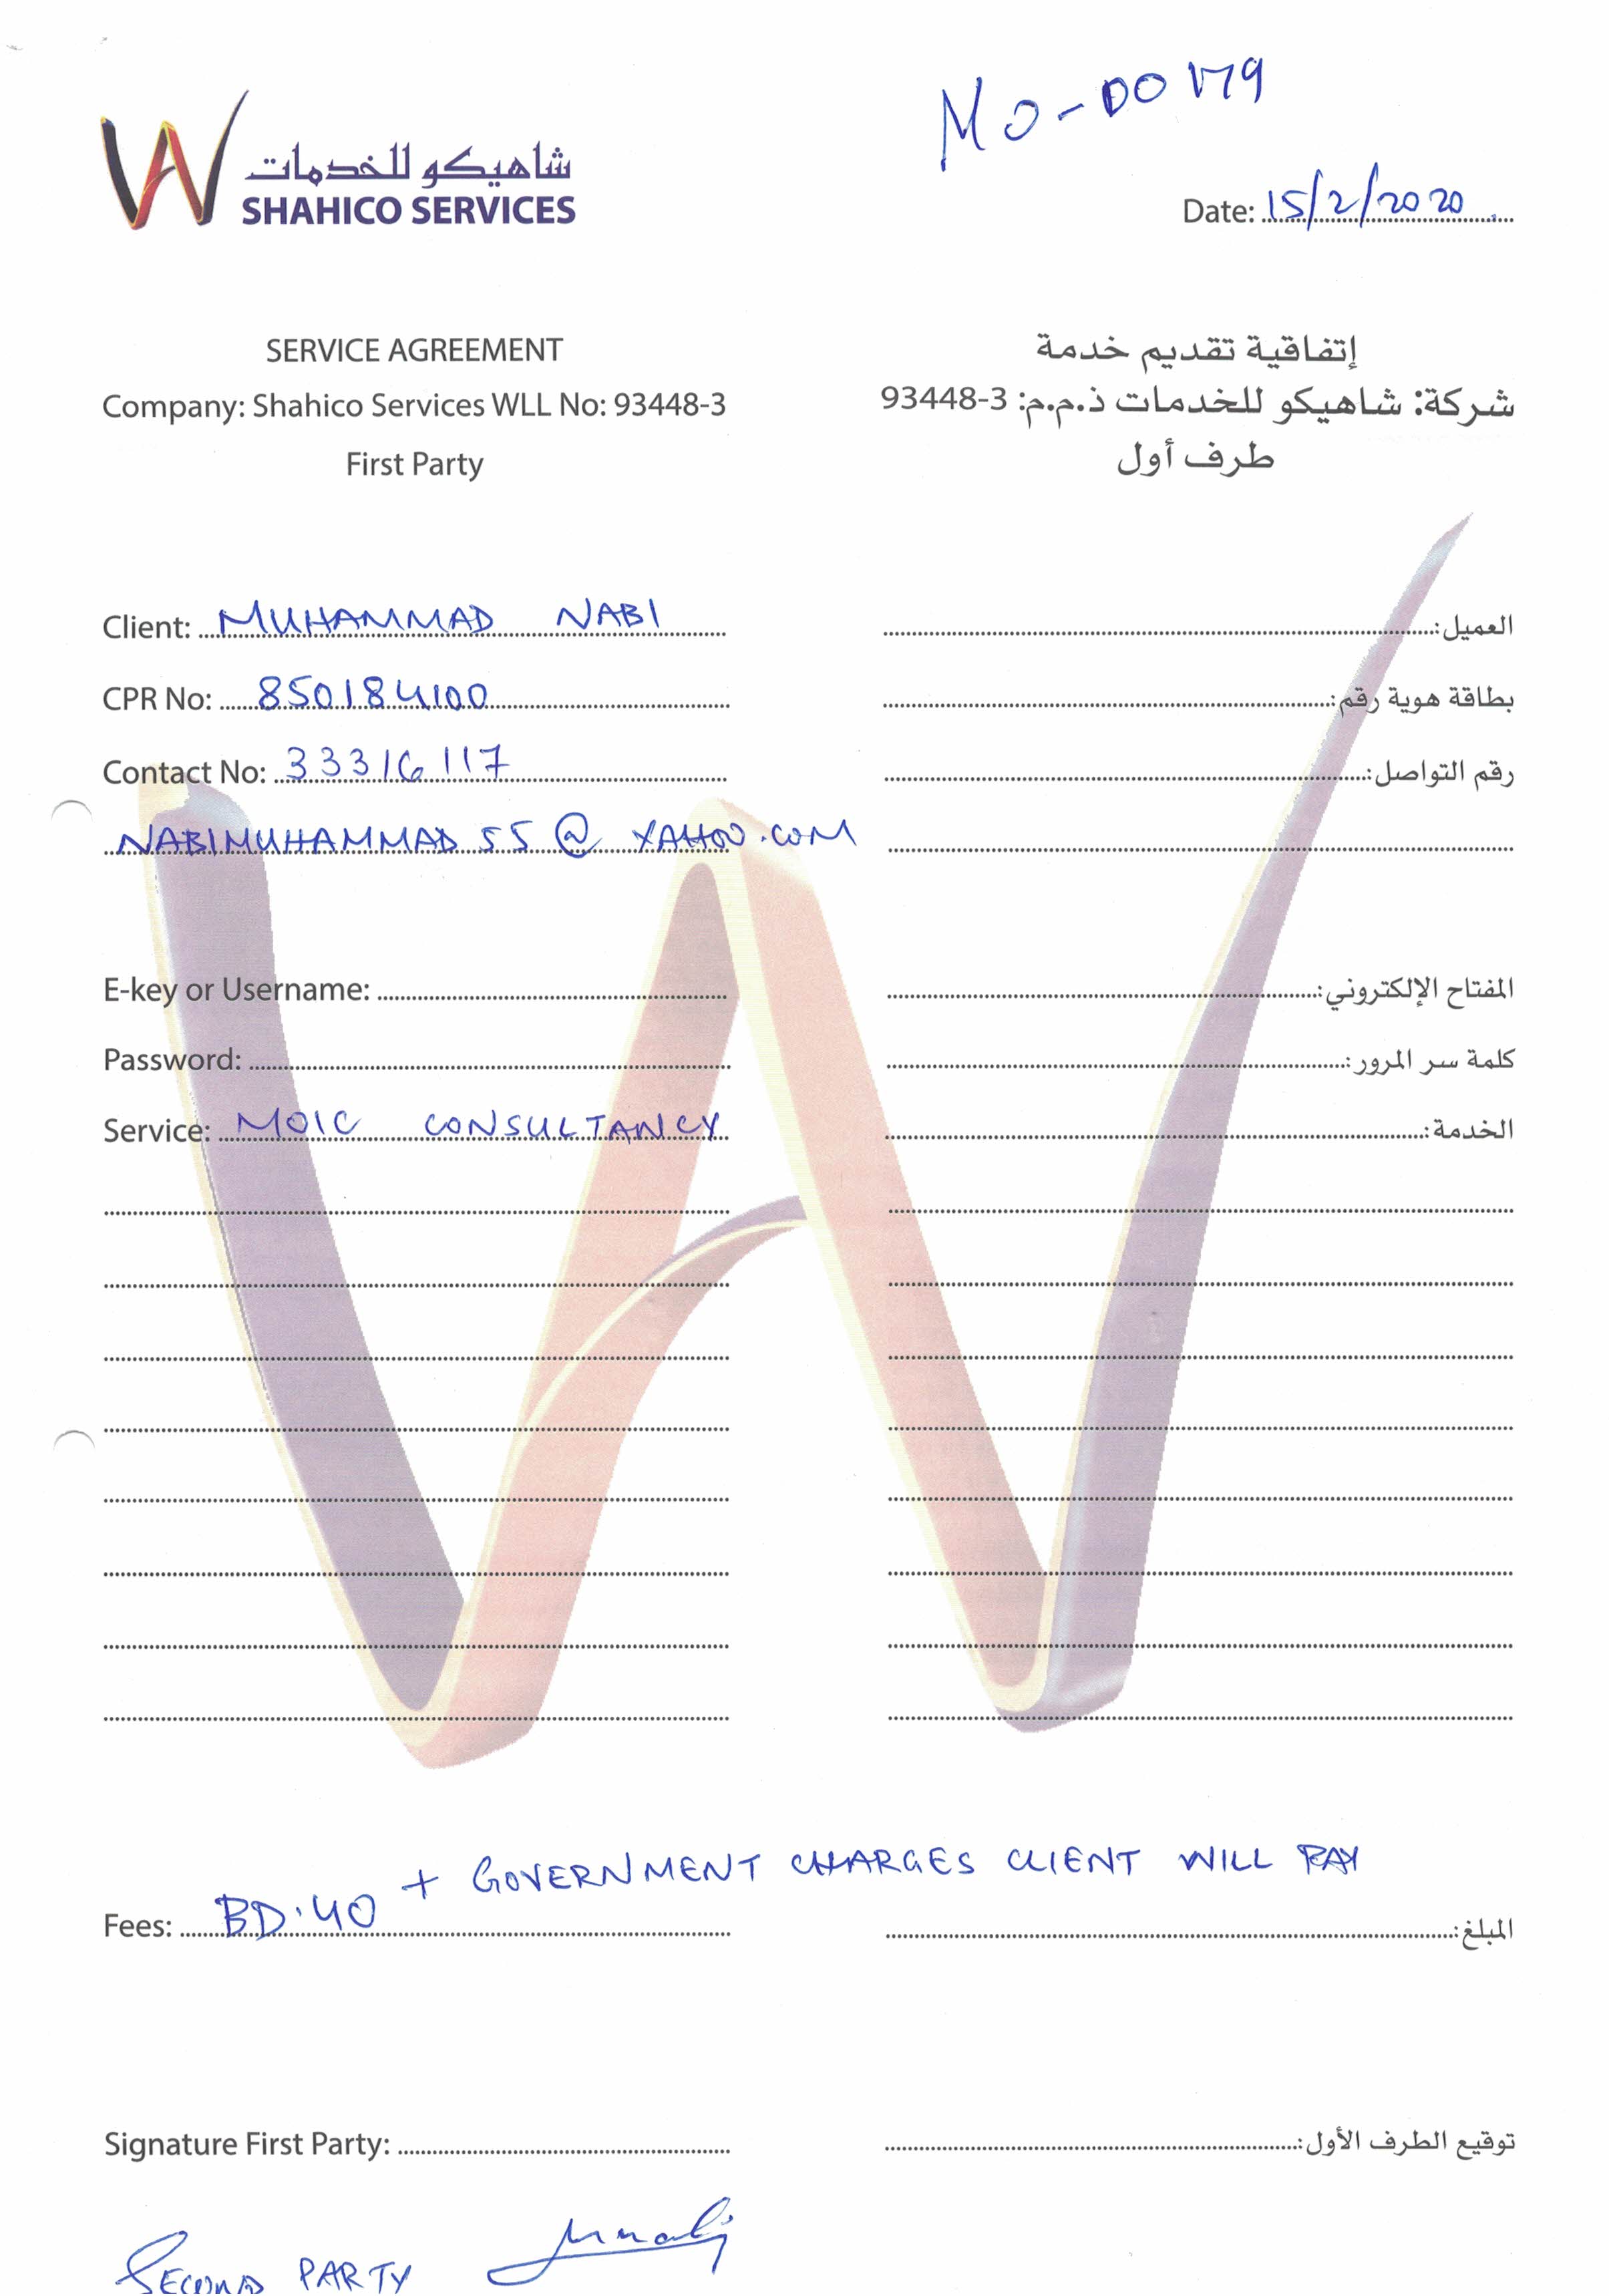 MO-00179
شاهيكو للخدمات
SHAHICO SERVICES
Date: 15/2/2020
SERVICE AGREEMENT
إتفاقية تقديم خدمة
Company: Shahico Services WLL No: 93448-3
شركة: شاهيكو للخدمات ذ.م.م: 93448-3
First Party
طرف أول
Client: MUHAMMAD NABI
العميل:
CPR No: 850184100
بطاقة هوية رقم:
Contact No: 33316117
رقم التواصل:
NABIMUHAMMAD55@YAHOO.COM
E-key or Username:
المفتاح الإلكتروني:
Password:
كلمة سر المرور:
Service: MOIC CONSULTANCY
الخدمة:
Fees: BD.40 + GOVERNMENT CHARGES CLIENT WILL PAY
المبلغ:
Signature First Party:
توقيع الطرف الأول:
SECOND PARTY